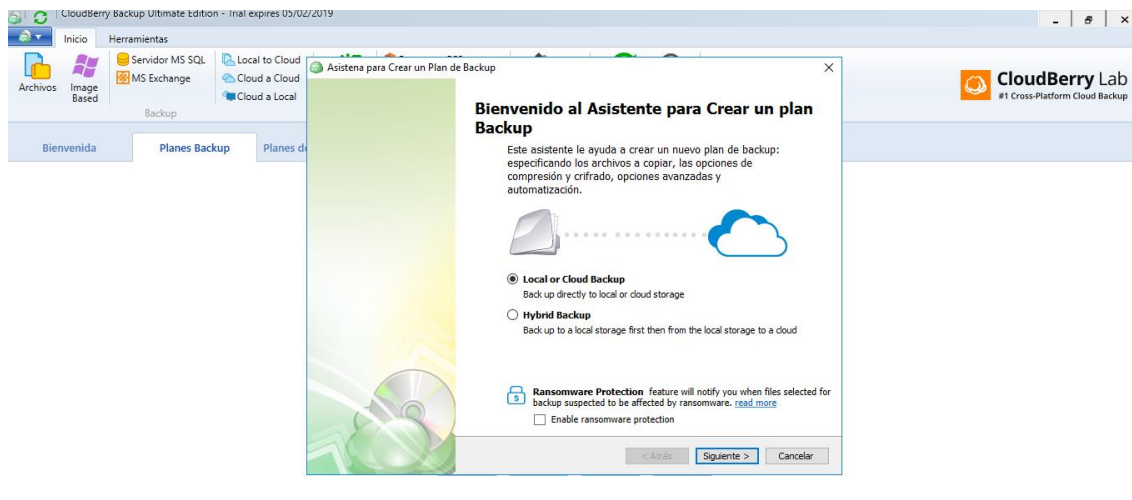 CloudBerry Backup Ultimate Edition - Trial expires 05/02/2019
Inicio Herramientas
Archivos
Image Based
Servidor MS SQL
MS Exchange
Local to Cloud
Cloud a Cloud
Cloud a Local
Backup
CloudBerry Lab
#1 Cross-Platform Cloud Backup
Bienvenida Planes Backup Planes de
Asistena para Crear un Plan de Backup
Bienvenido al Asistente para Crear un plan
Backup
Este asistente le ayuda a crear un nuevo plan de backup:
especificando los archivos a copiar, las opciones de
compresión y crifrado, opciones avanzadas y
automatización.
Local or Cloud Backup
Back up directly to local or cloud storage
Hybrid Backup
Back up to a local storage first then from the local storage to a cloud
Ransomware Protection feature will notify you when files selected for
backup suspected to be affected by ransomware. read more
Enable ransomware protection
< Atrás Siguiente > Cancelar